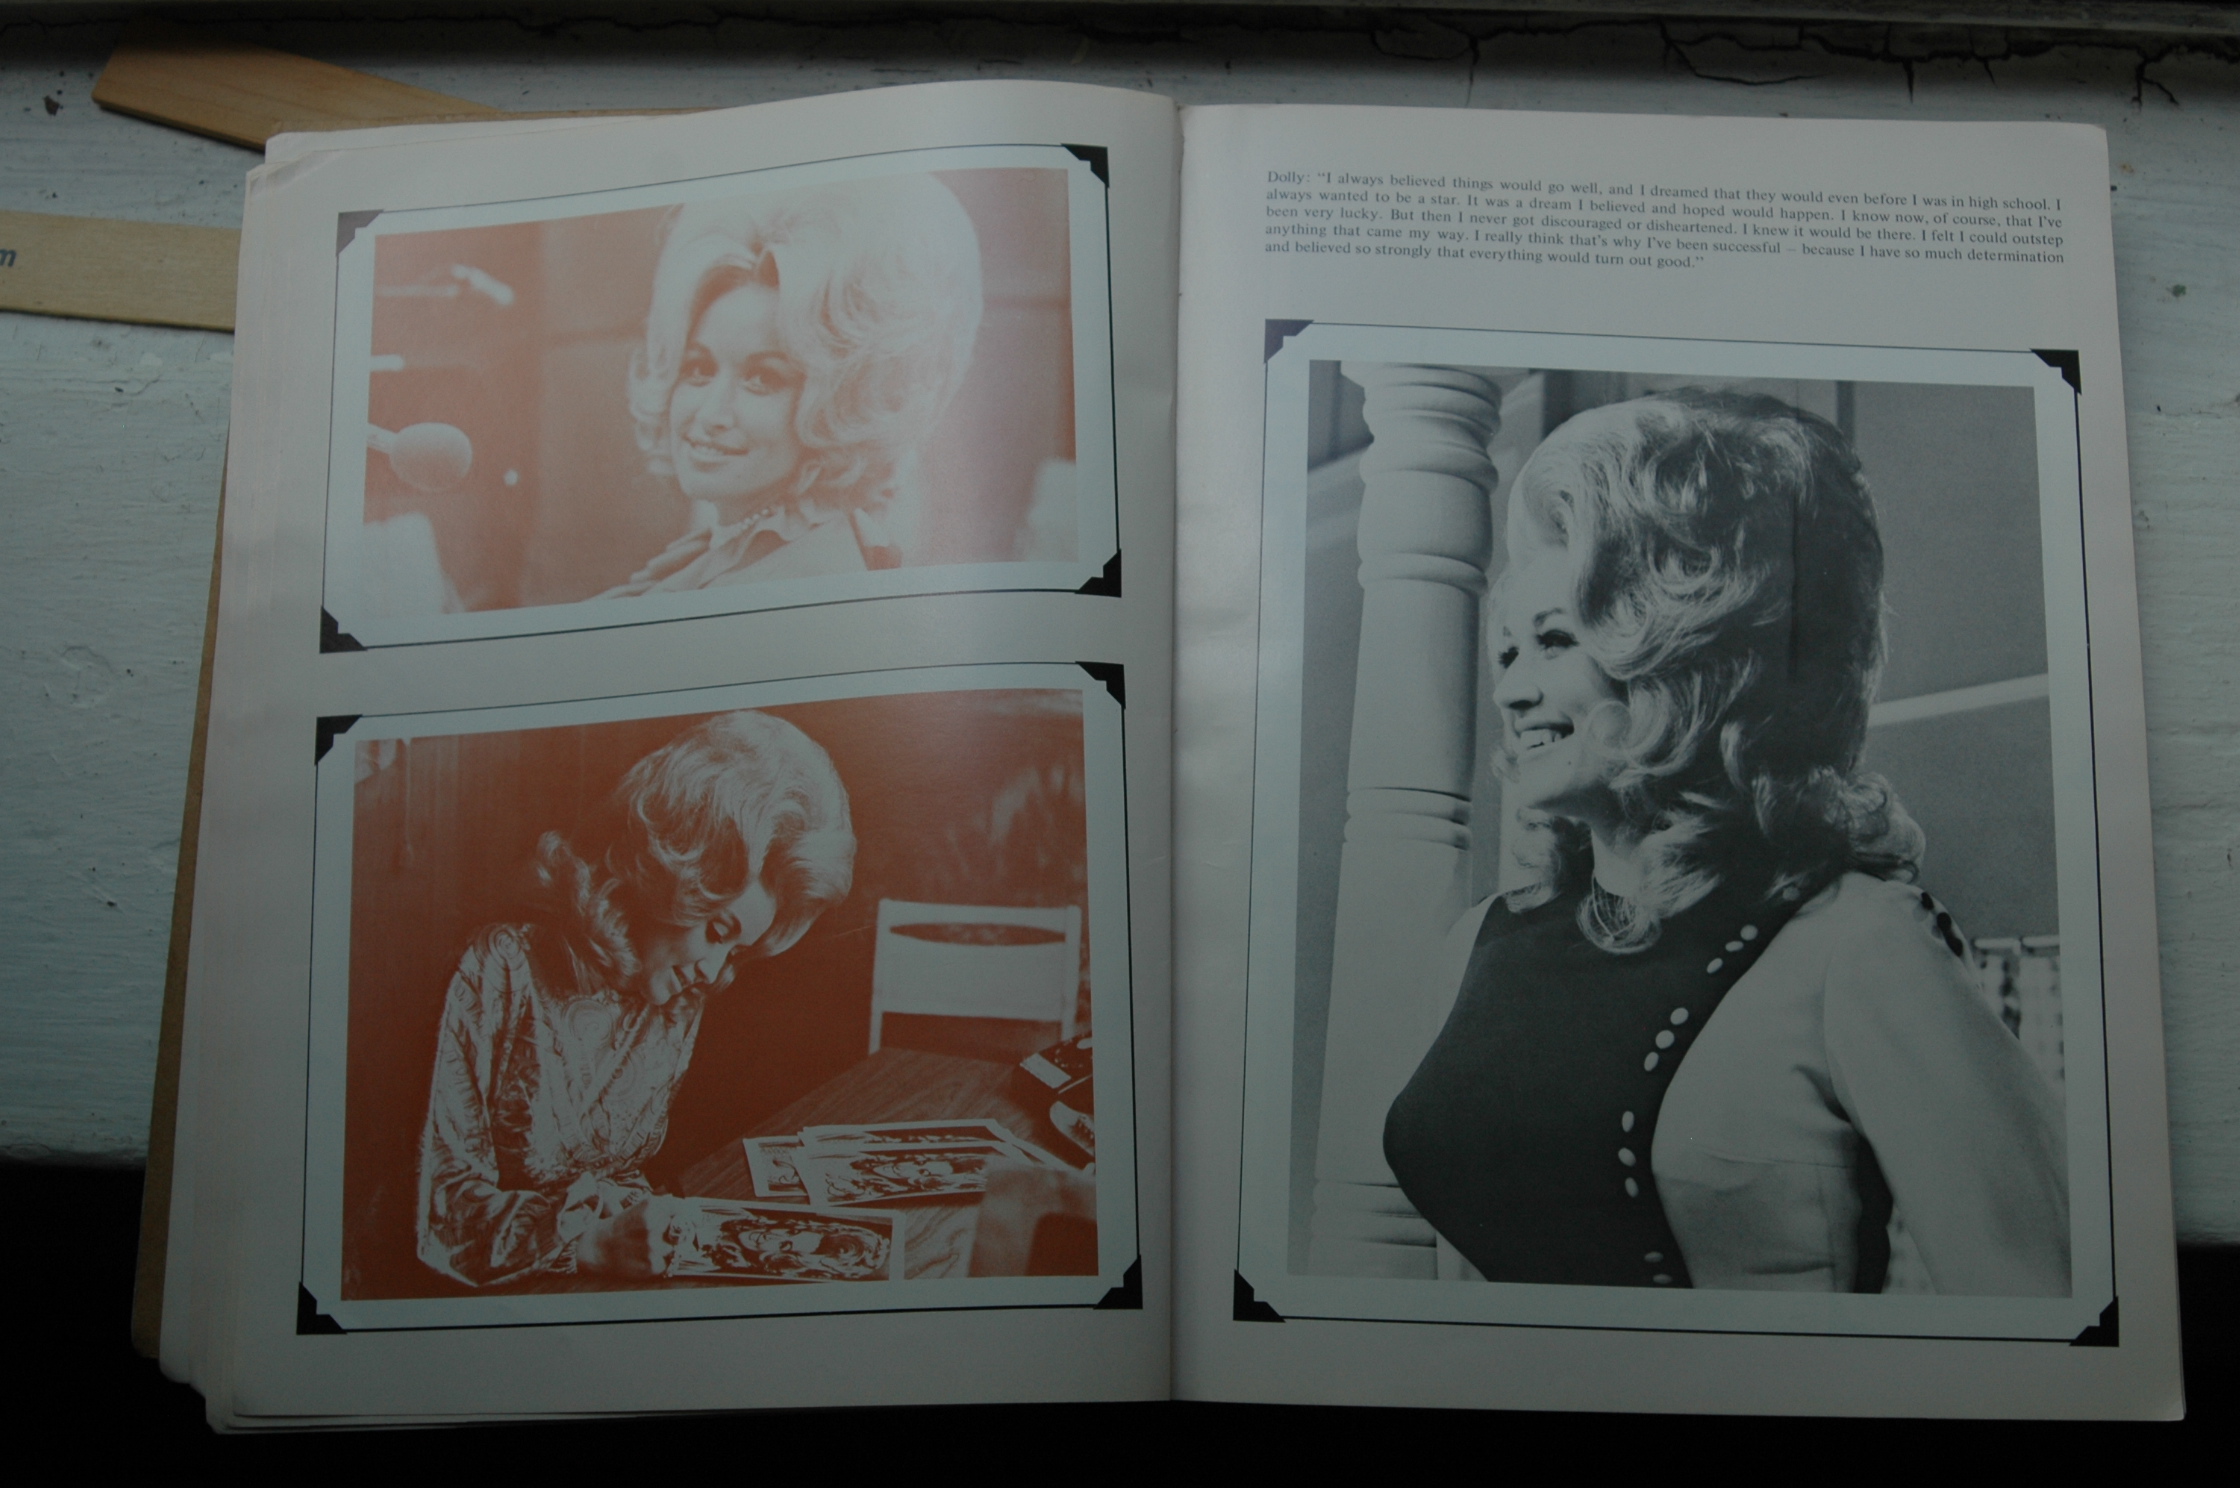 Dolly: "I always believed things would go well, and I dreamed that they would even before I was in high school. I
always wanted to be a star. It was a dream I believed and hoped would happen. I know now, of course, that I've
been very lucky. But then I never got discouraged or disheartened. I knew it would be there. I felt I could outstep
anything that came my way. I really think that's why I've been successful – because I have so much determination
and believed so strongly that everything would turn out good."
m